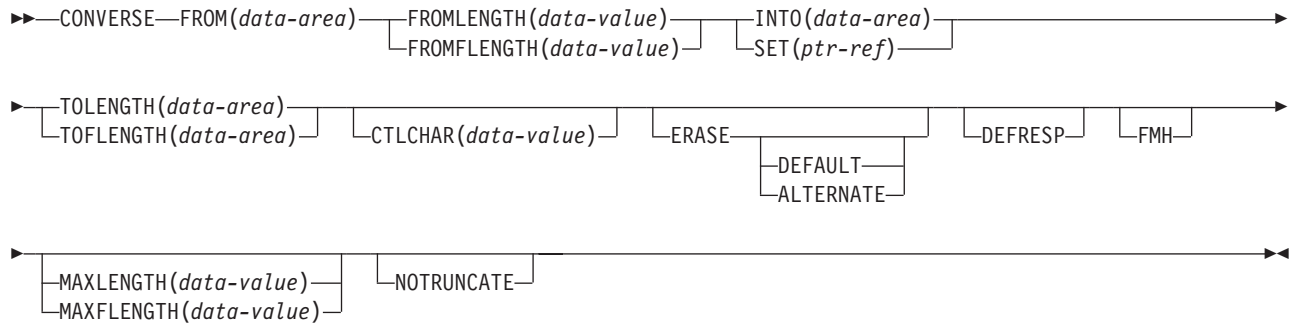 CONVERSE FROM(data-area) FROMLENGTH(data-value) INTO(data-area)
FROMFLENGTH(data-value) SET(ptr-ref)
TOLENGTH(data-area)
TOFLENGTH(data-area) CTLCHAR(data-value) ERASE DEFRESP FMH
DEFAULT
ALTERNATE
MAXLENGTH(data-value) NOTRUNCATE
MAXFLENGTH(data-value)